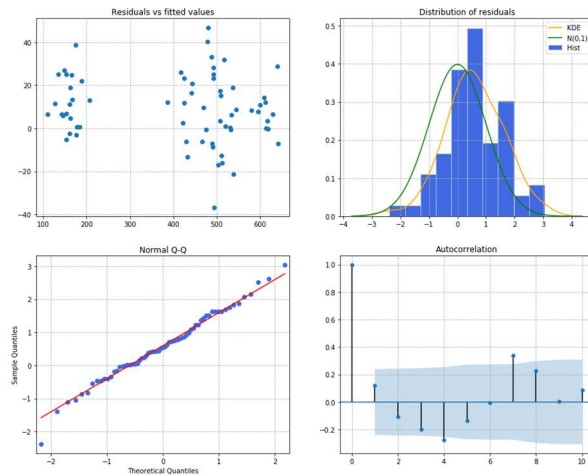 Residuals vs fitted values
40
20
0
−20
−40
100 200 300 400 500 600
Distribution of residuals
KDE
N(0,1)
Hist
0.5
0.4
0.3
0.2
0.1
0.0
−4 −3 −2 −1 0 1 2 3 4
Normal Q-Q
Sample Quantiles
3
2
1
0
−1
−2
−2 −1 0 1 2
Theoretical Quantiles
Autocorrelation
1.0
0.8
0.6
0.4
0.2
0.0
−0.2
0 2 4 6 8 10